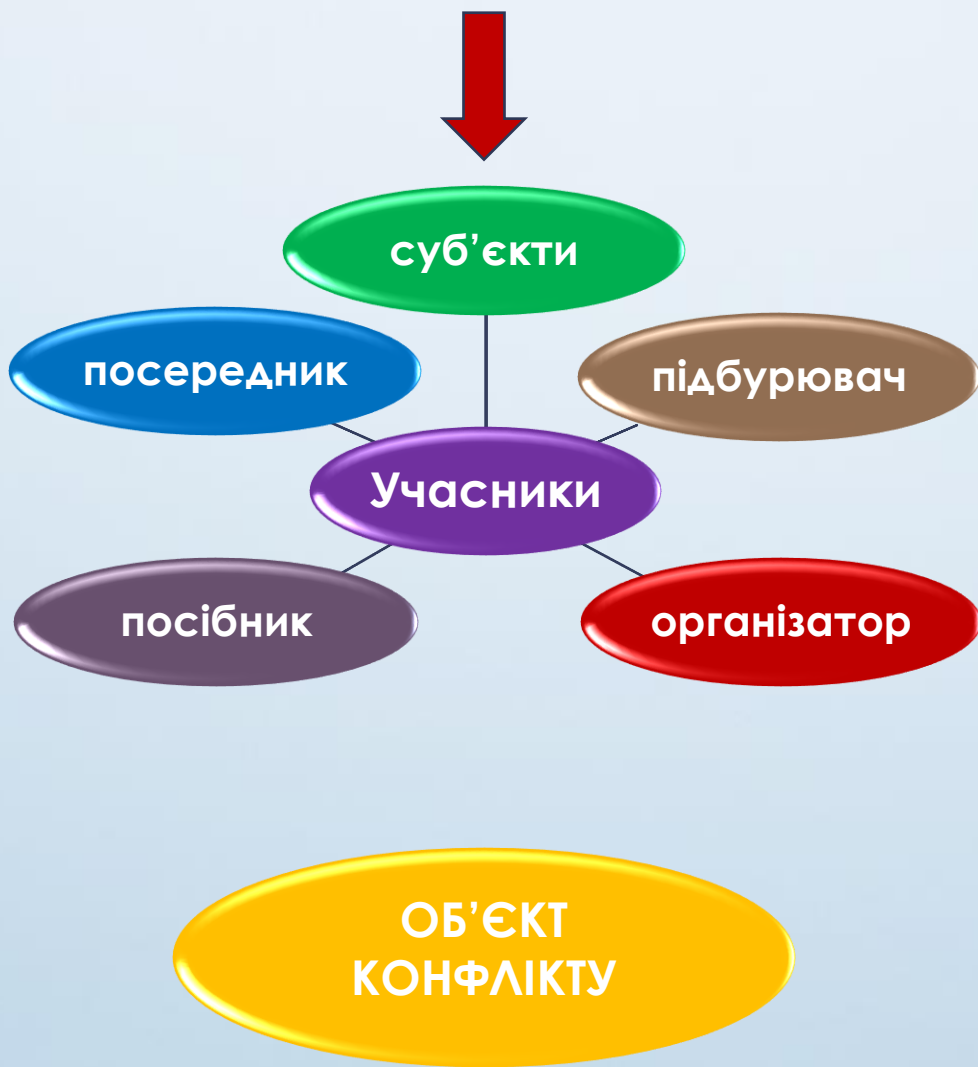 суб’єкти
посередник
підбурювач
Учасники
посібник
організатор
ОБ’ЄКТ
КОНФЛІКТУ